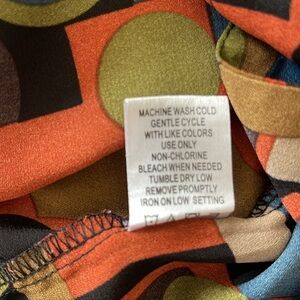 MACHINE WASH COLD
GENTLE CYCLE
WITH LIKE COLORS
USE ONLY
NON-CHLORINE
BLEACH WHEN NEEDED
TUMBLE DRY LOW
REMOVE PROMPTLY
IRON ON LOW SETTING